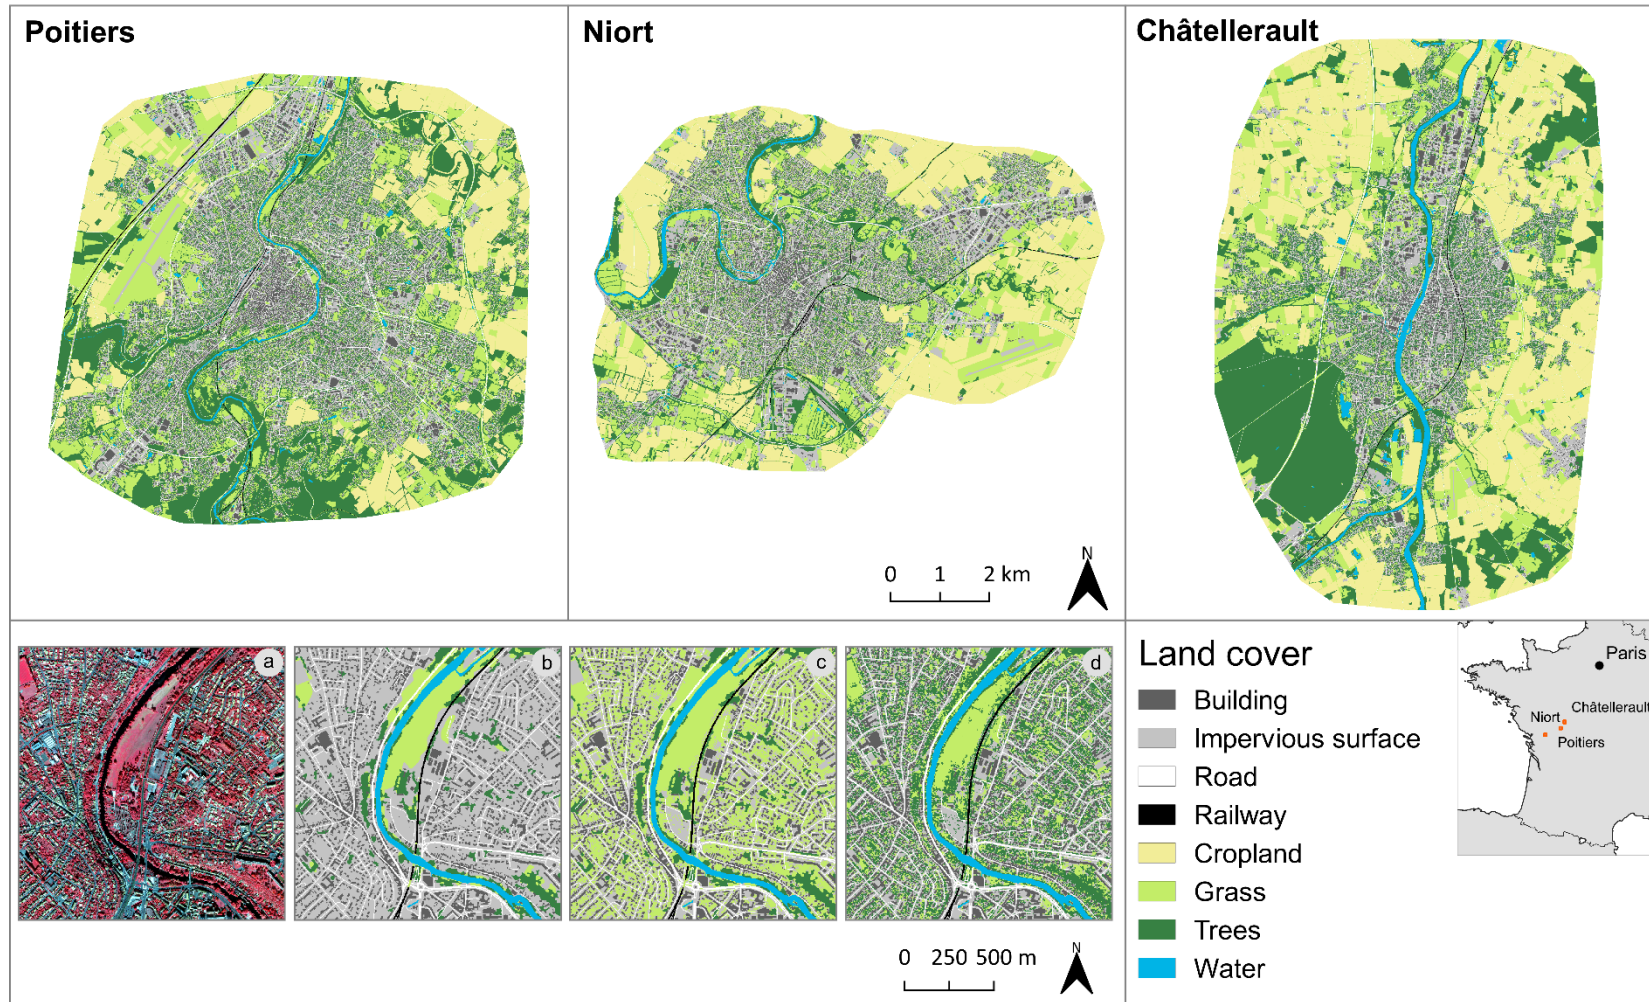 Poitiers
Niort
Châtellerault
N
0 1 2 km
a
b
c
d
N
0 250 500 m
Land cover
Building
Impervious surface
Road
Railway
Cropland
Grass
Trees
Water
Paris
Châtellerault
Niort
Poitiers